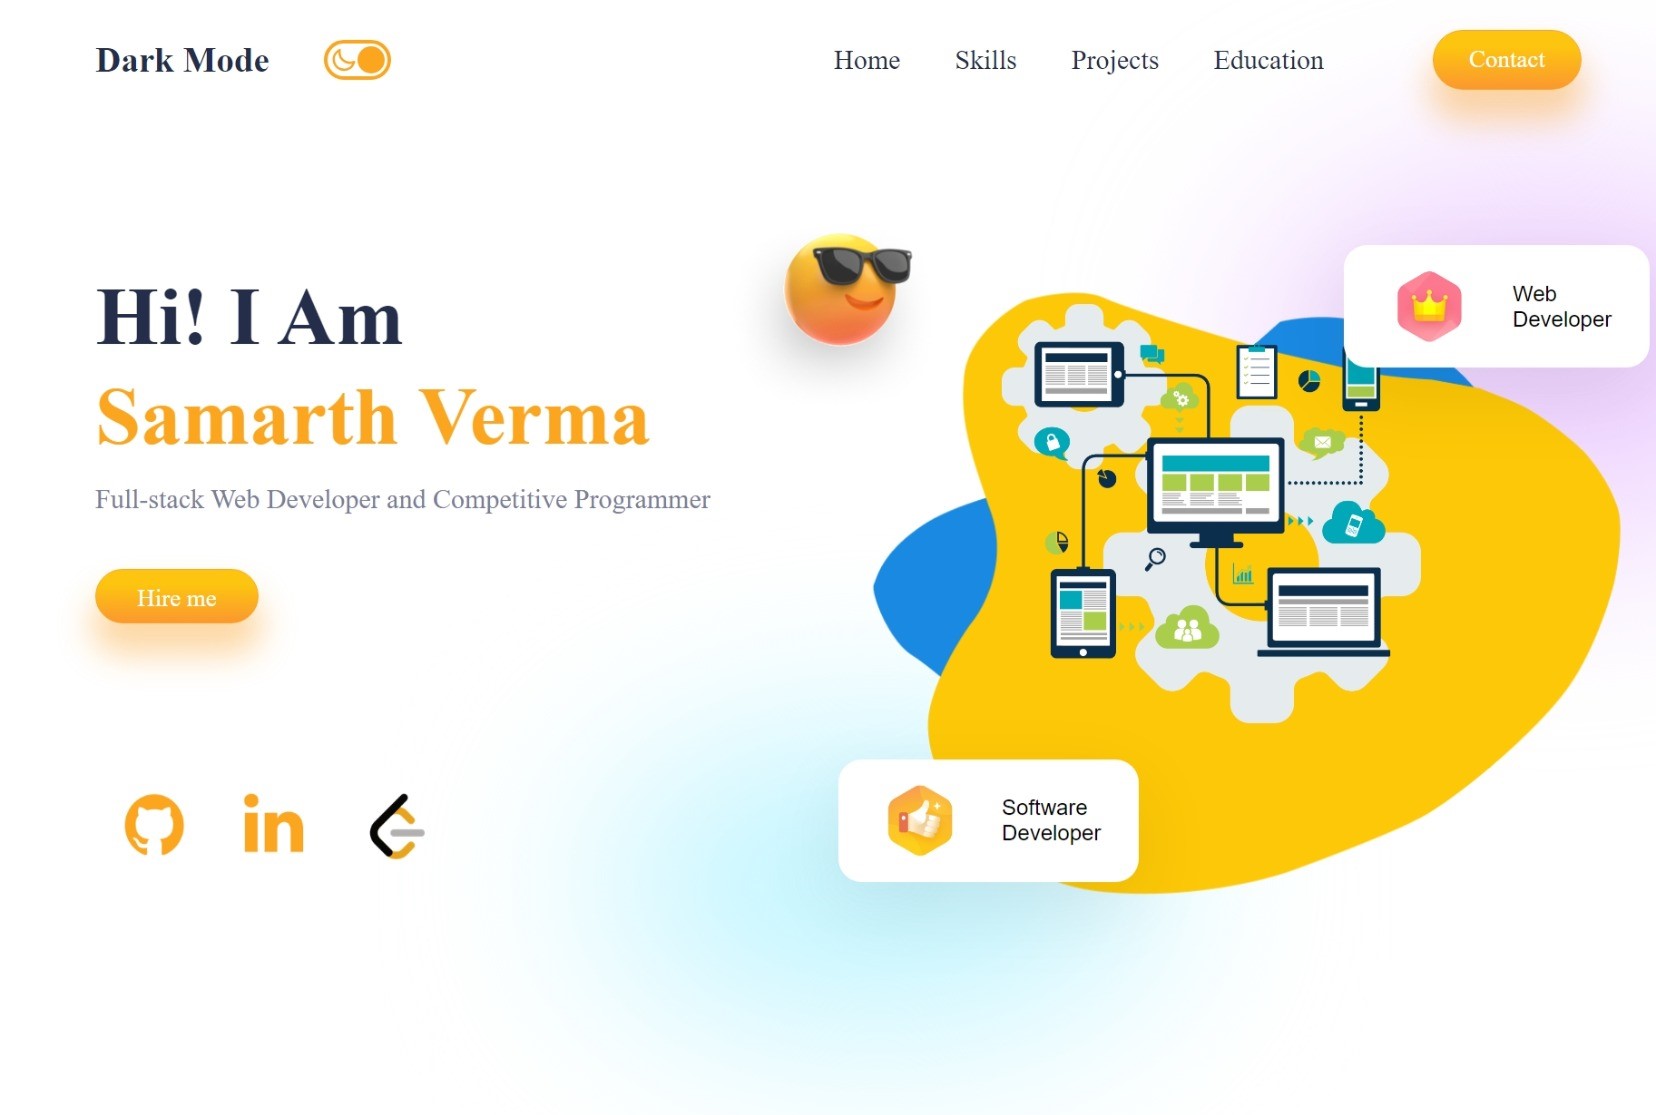 Dark Mode
Home
Skills
Projects
Education
Contact
Hi! I Am
Samarth Verma
Full-stack Web Developer and Competitive Programmer
Hire me
Web
Developer
in
Software
Developer